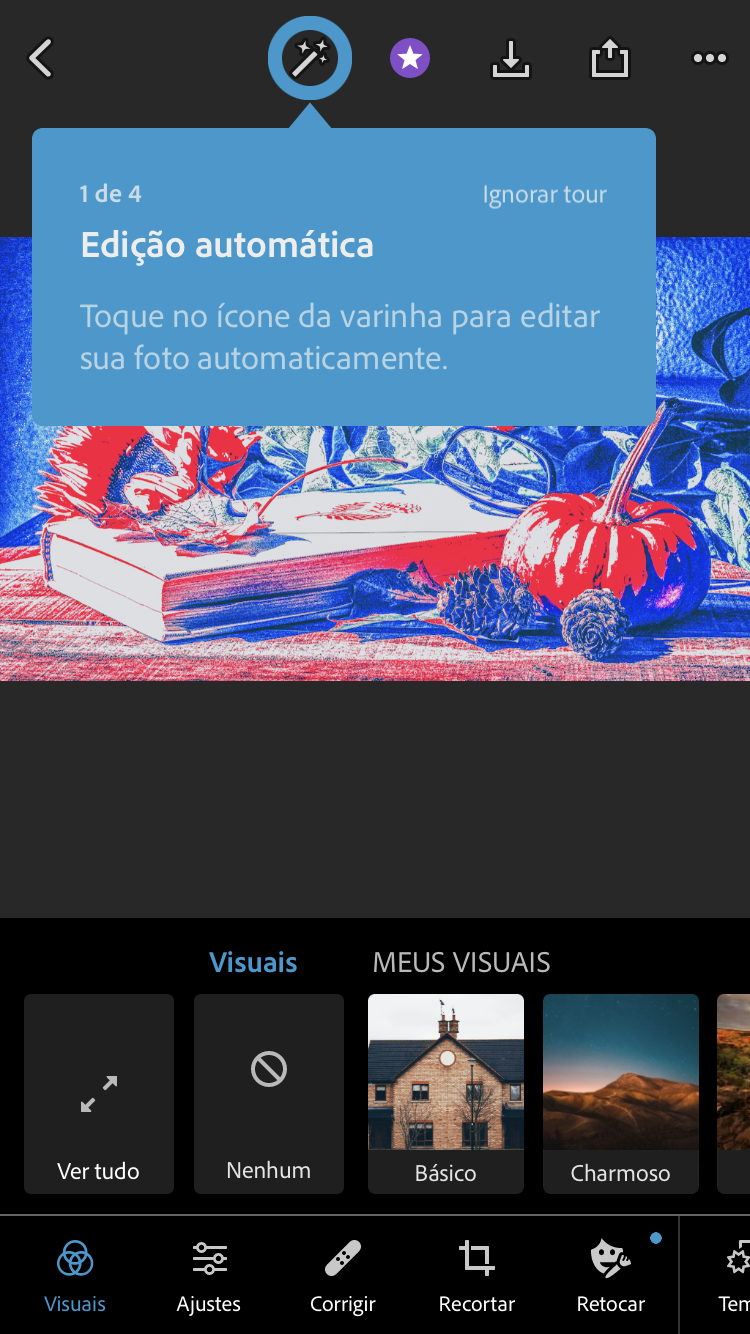 1 de 4
Ignorar tour
Edição automática
Toque no ícone da varinha para editar
sua foto automaticamente.
Visuais
MEUS VISUAIS
Ver tudo
Nenhum
Básico
Charmoso
Visuais
Ajustes
Corrigir
Recortar
Retocar
Tem